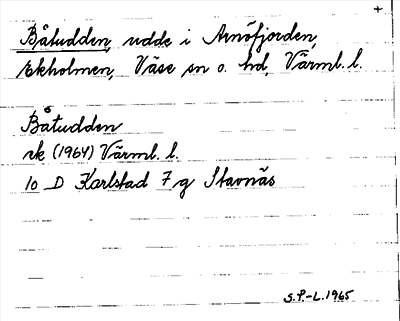 +
Båtudden, udde i Arnöfjorden,
Ekholmen, Väse sn o. hd, Värml. l.
Båtudden
ek (1964) Värml. l.
10 D Karlstad 7 g Stavnäs
S.P.-L. 1965